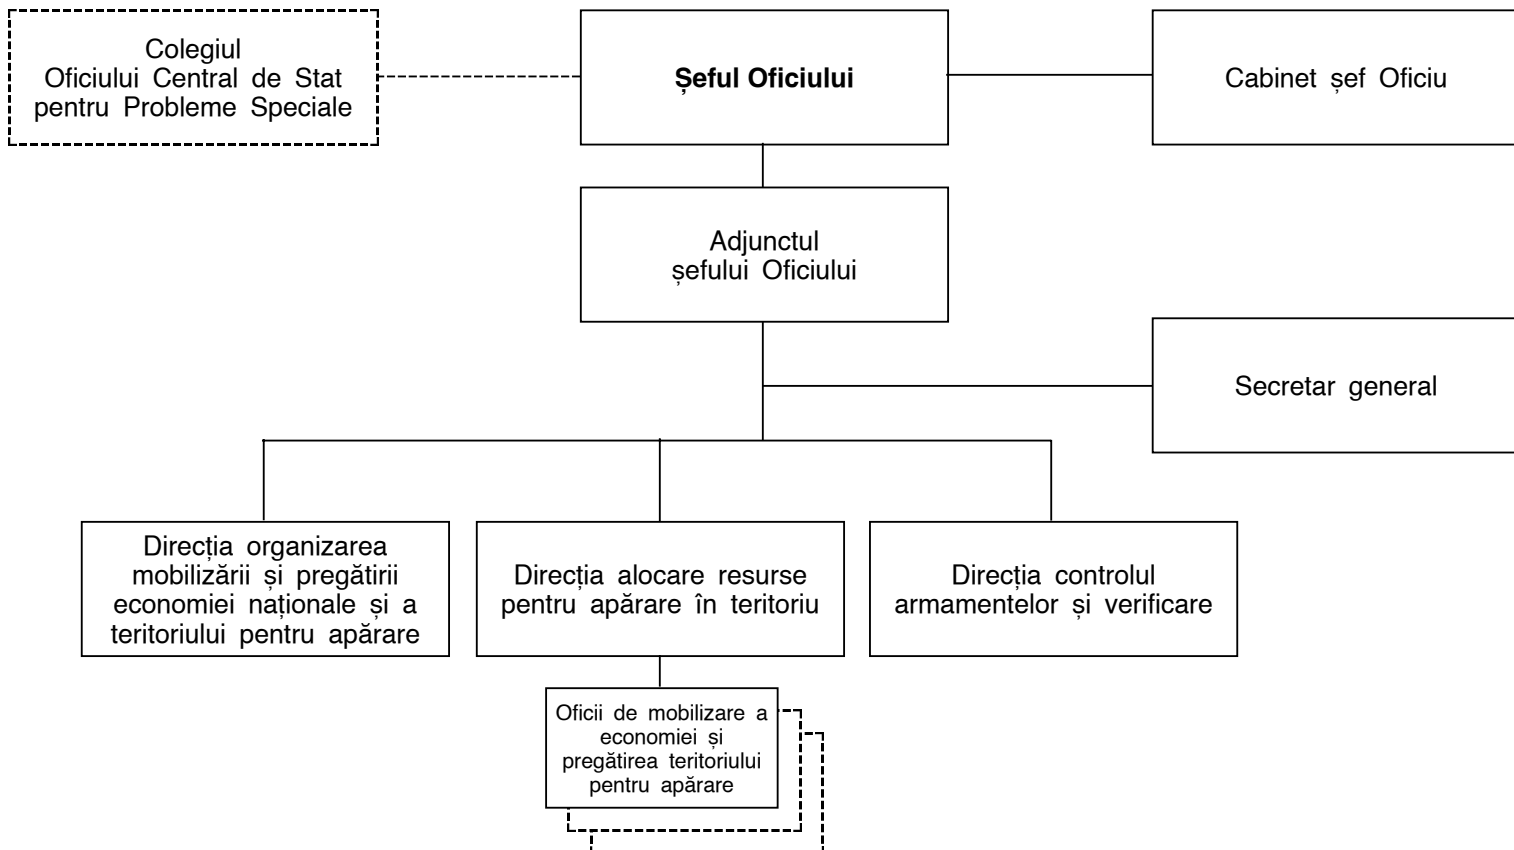 Colegiul
Oficiului Central de Stat
pentru Probleme Speciale
Șeful Oficiului
Cabinet șef Oficiu
Adjunctul
șefului Oficiului
Secretar general
Direcția organizarea
mobilizării și pregătirii
economiei naționale și a
teritoriului pentru apărare
Direcția alocare resurse
pentru apărare în teritoriu
Direcția controlul
armamențelor și verificare
Oficii de mobilizare a
economiei și
pregătirea teritoriului
pentru apărare